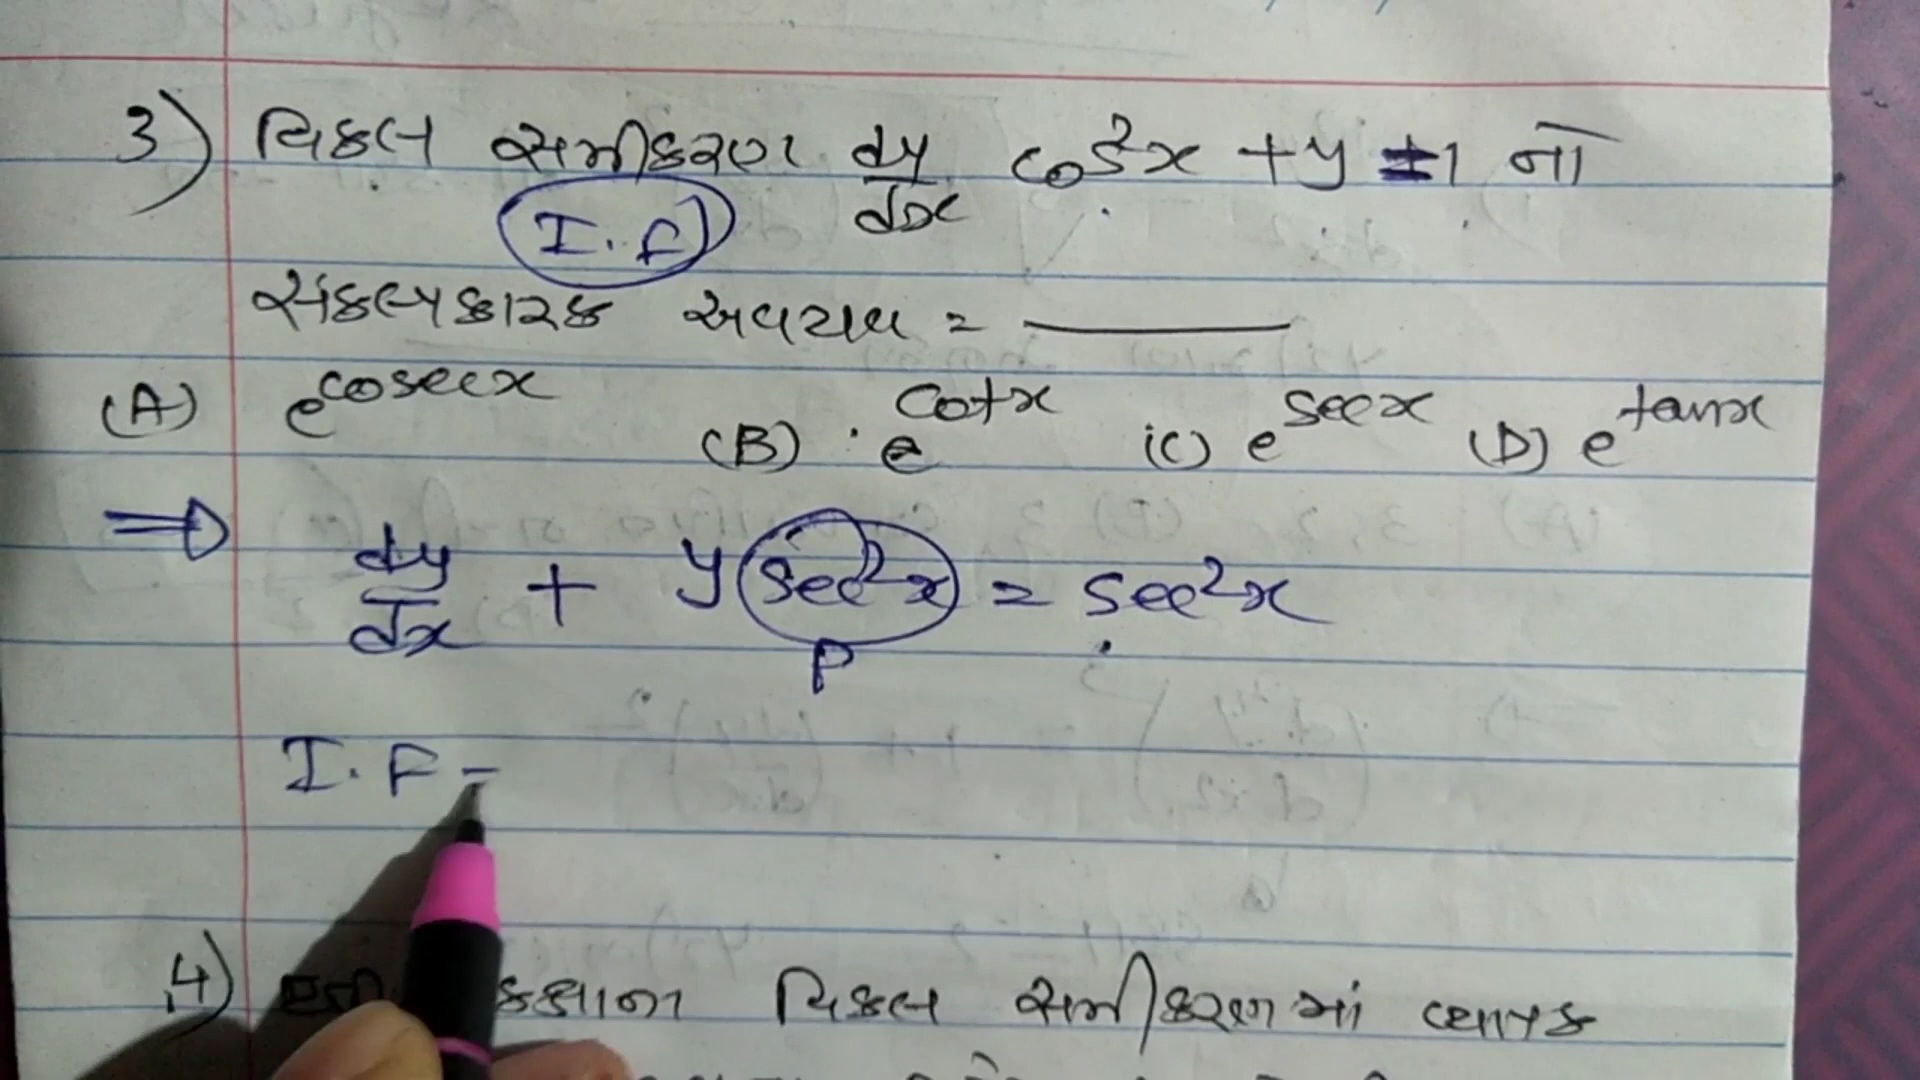 3) વિકલ સમીકરણ dy/dx cos²x + y = 1 નો
I.F
સંકલ્યકારક અવયવ = ______
(A) e^cosecx (B) e^cotx (C) e^secx (D) e^tanx
⇒ dy/dx + y sec²x = sec²x
P
I.F =
4) કક્ષાના વિકલ સમીકરણમાં વ્યાપક